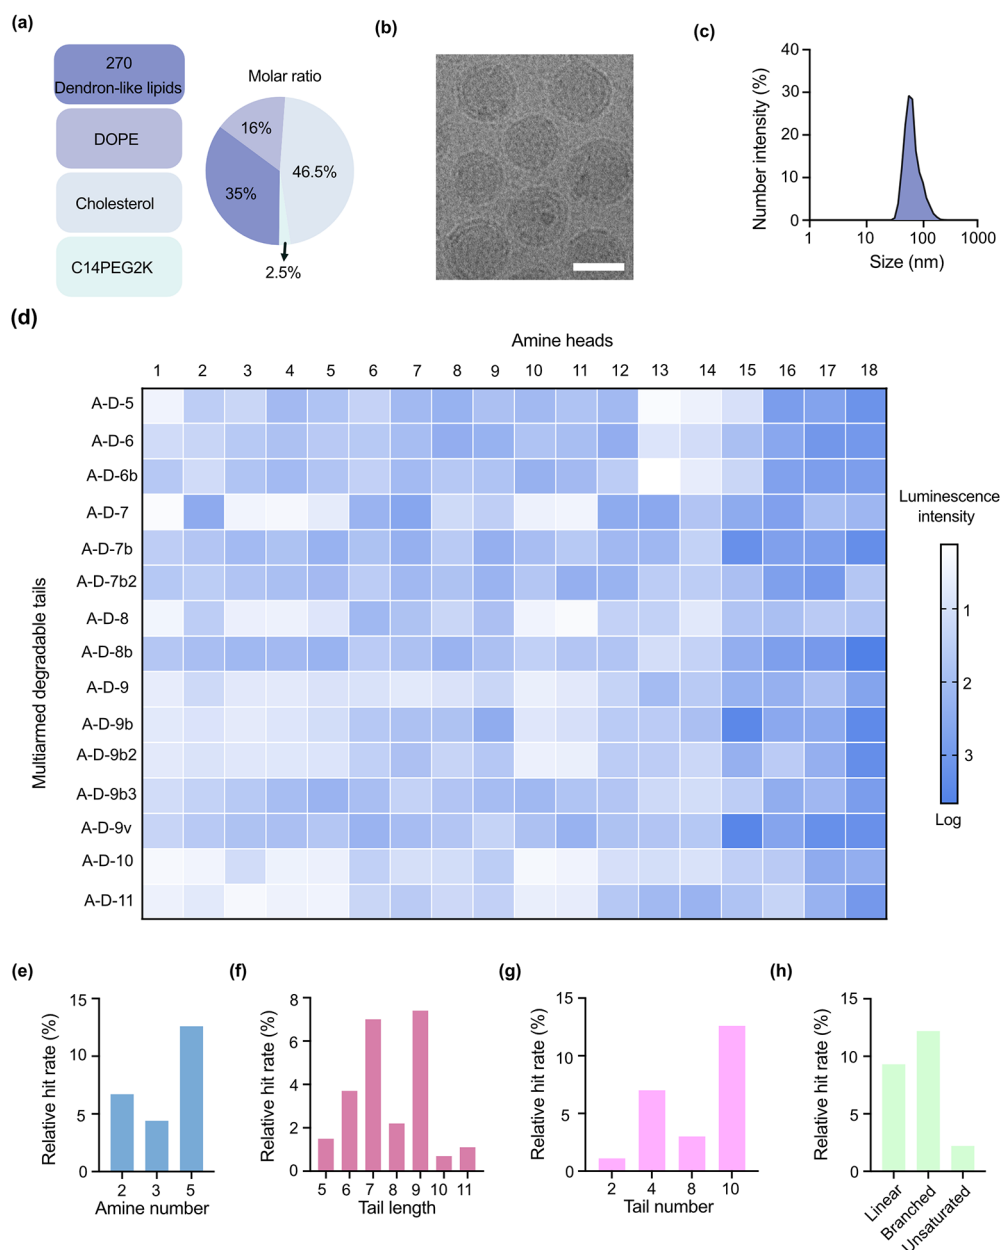 (a)
270
Dendron-like lipids
DOPE
Cholesterol
C14PEG2K
Molar ratio
16%
46.5%
35%
2.5%
(b)
(c)
Number intensity (%)
40
30
20
10
0
1 10 100 1000
Size (nm)
(d)
Amine heads
1 2 3 4 5 6 7 8 9 10 11 12 13 14 15 16 17 18
Multiarmed degradable tails
A-D-5
A-D-6
A-D-6b
A-D-7
A-D-7b
A-D-7b2
A-D-8
A-D-8b
A-D-9
A-D-9b
A-D-9b2
A-D-9b3
A-D-9v
A-D-10
A-D-11
Luminescence
intensity
1
2
3
Log
(e)
Relative hit rate (%)
15
10
5
0
2 3 5
Amine number
(f)
Relative hit rate (%)
8
6
4
2
0
5 6 7 8 9 10 11
Tail length
(g)
Relative hit rate (%)
15
10
5
0
2 4 8 10
Tail number
(h)
Relative hit rate (%)
15
10
5
0
Linear
Branched
Unsaturated